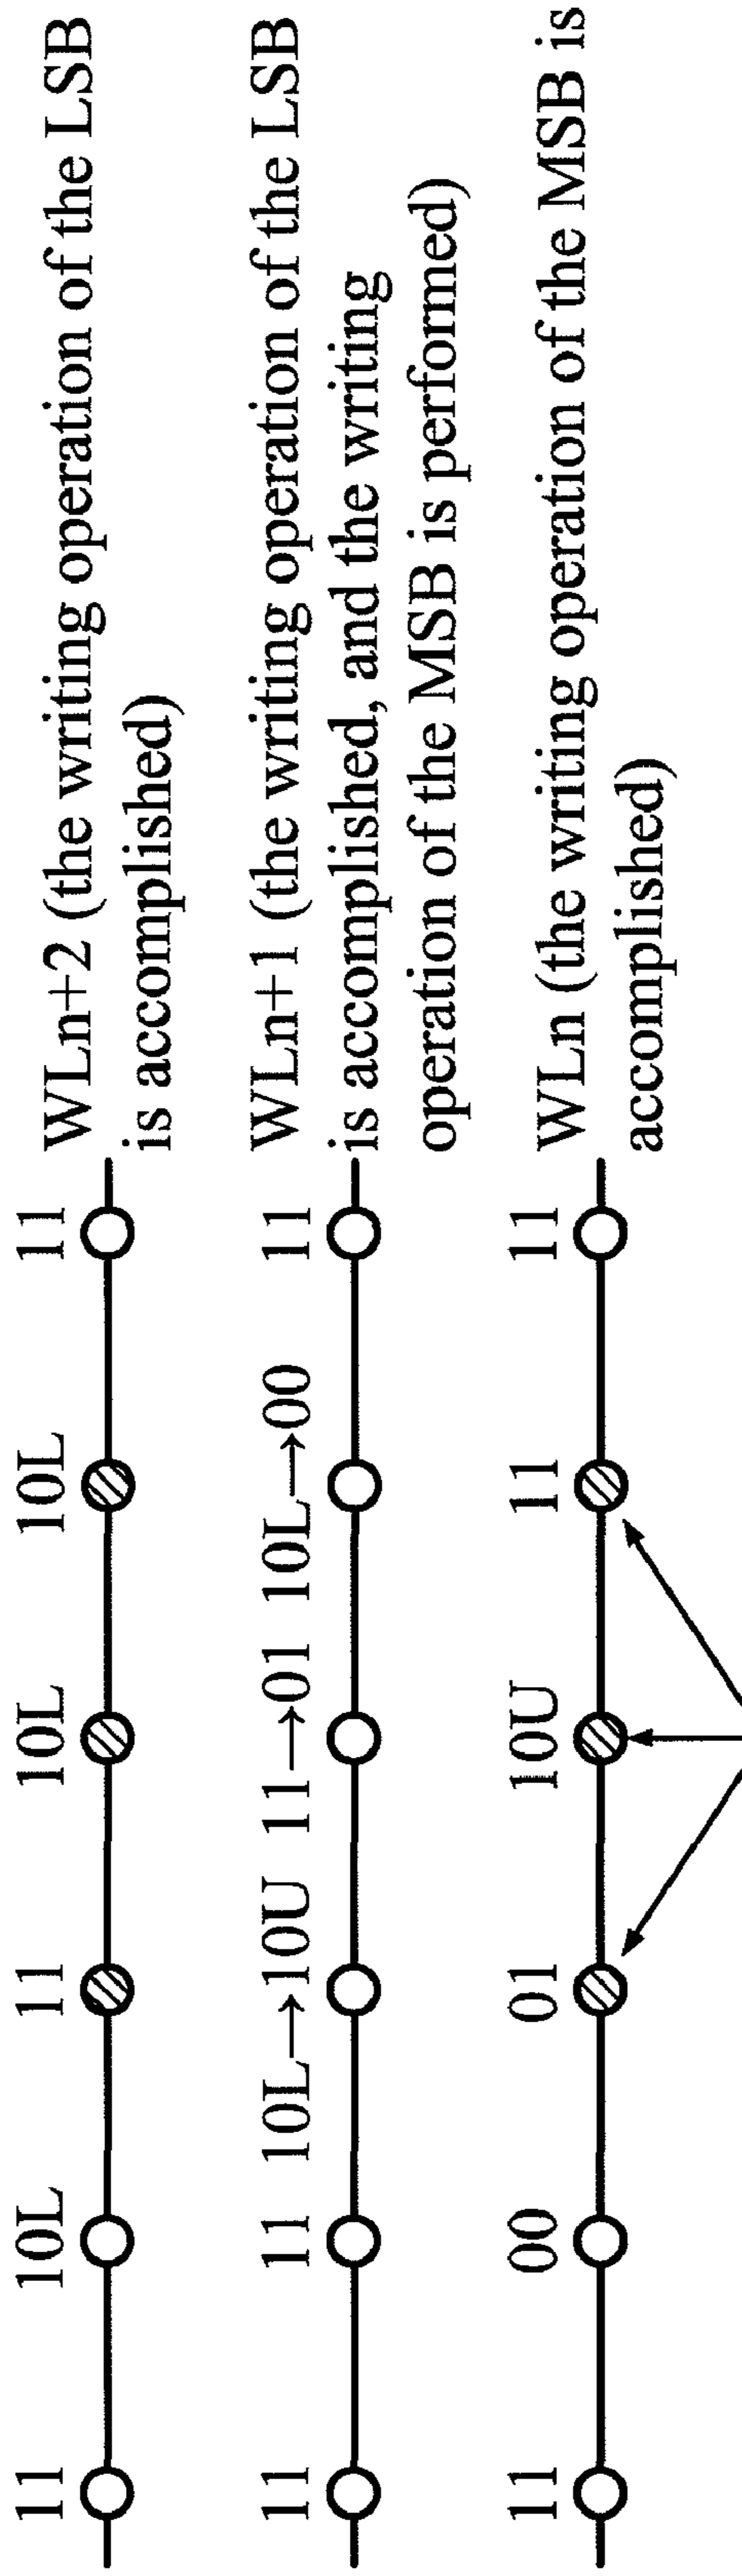 11 10L 11 10L 10L 11 WLn+2 (the writing operation of the LSB
is accomplished)
11 11 10L→10U 11→01 10L→00 11 WLn+1 (the writing operation of the LSB
is accomplished, and the writing
operation of the MSB is performed)
11 00 01 10U 11 11 WLn (the writing operation of the MSB is
accomplished)